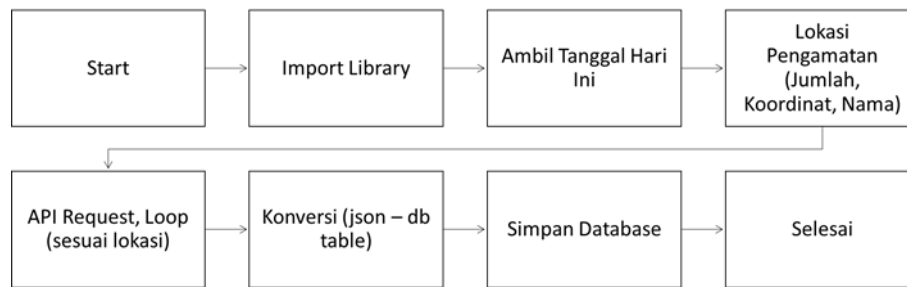 Start
Import Library
Ambil Tanggal Hari
Ini
Lokasi
Pengamatan
(Jumlah,
Koordinat, Nama)
API Request, Loop
(sesuai lokasi)
Konversi (json – db
table)
Simpan Database
Selesai